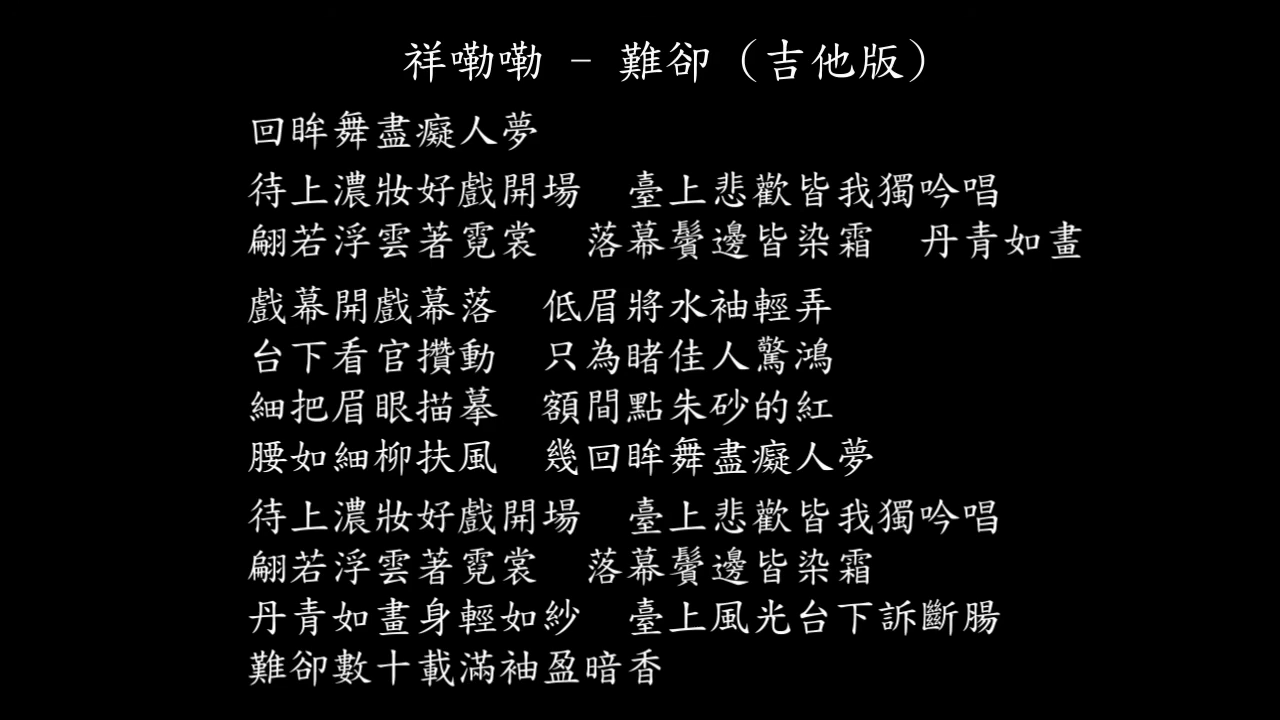 祥嘞嘞 - 難卻（吉他版）
回眸舞盡癡人夢
待上濃妝好戲開場　臺上悲歡皆我獨吟唱
翩若浮雲著霓裳　落幕鬢邊皆染霜　丹青如畫
戲幕開戲幕落　低眉將水袖輕弄
台下看官攢動　只為睹佳人驚鴻
細把眉眼描摹　額間點朱砂的紅
腰如細柳扶風　幾回眸舞盡癡人夢
待上濃妝好戲開場　臺上悲歡皆我獨吟唱
翩若浮雲著霓裳　落幕鬢邊皆染霜
丹青如畫身輕如紗　臺上風光台下訴斷腸
難卻數十載滿袖盈暗香